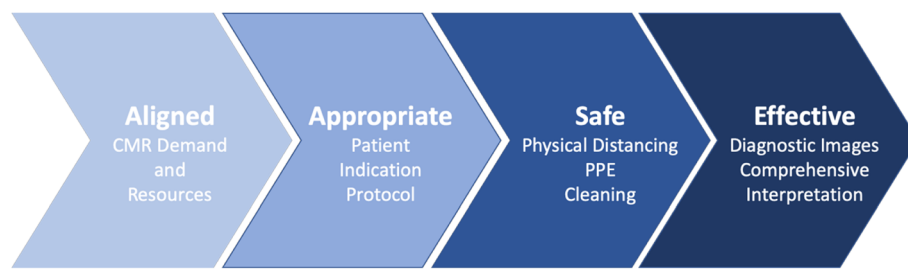 Aligned
CMR Demand
and
Resources
Appropriate
Patient
Indication
Protocol
Safe
Physical Distancing
PPE
Cleaning
Effective
Diagnostic Images
Comprehensive
Interpretation